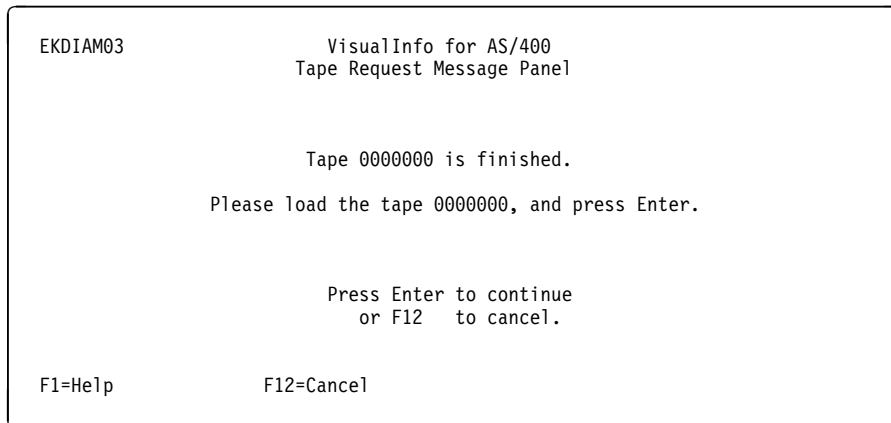 EKDIAM03 VisualInfo for AS/400
Tape Request Message Panel
Tape 0000000 is finished.
Please load the tape 0000000, and press Enter.
Press Enter to continue
or F12 to cancel.
F1=Help F12=Cancel